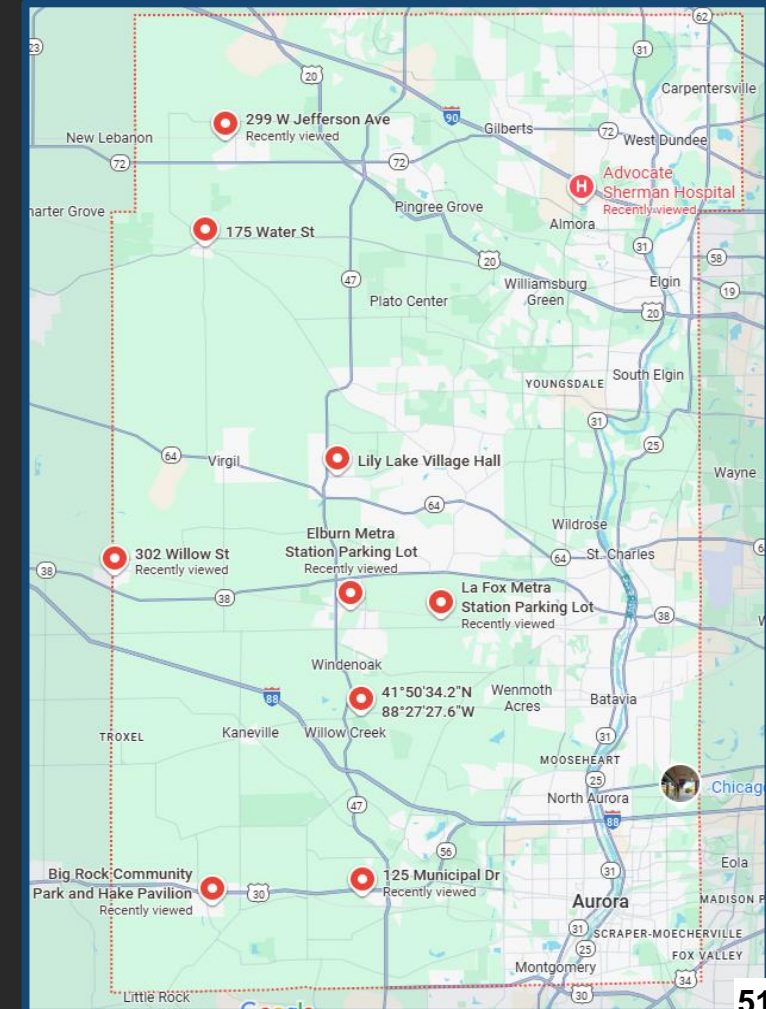 62
23
31
20
Carpentersville
299 W Jefferson Ave
Recently viewed
90
Gilberts
72
New Lebanon
West Dundee
72
72
Advocate
Sherman Hospital
Recently viewed
H
harter Grove
Pingree Grove
Almora
175 Water St
31
58
20
47
Williamsburg
Green
Elgin
19
Plato Center
20
South Elgin
YOUNGSDALE
31
25
64
Virgil
Lily Lake Village Hall
Wayne
64
Wildrose
Elburn Metra
Station Parking Lot
Recently viewed
302 Willow St
Recently viewed
64
St. Charles
38
La Fox Metra
Station Parking Lot
Recently viewed
38
38
Windenoak
41°50'34.2"N
88°27'27.6"W
Wenmoth
Acres
Batavia
88
TROXEL
Kaneville
Willow Creek
31
MOOSEHEART
25
Chicag
North Aurora
47
88
56
Eola
Big Rock Community
Park and Hake Pavilion
Recently viewed
30
125 Municipal Dr
Recently viewed
31
Aurora
MADISON P
31
SCRAPER-MOECHERVILLE
25
FOX VALLEY
Montgomery
34
Little Rock
Google
30
51